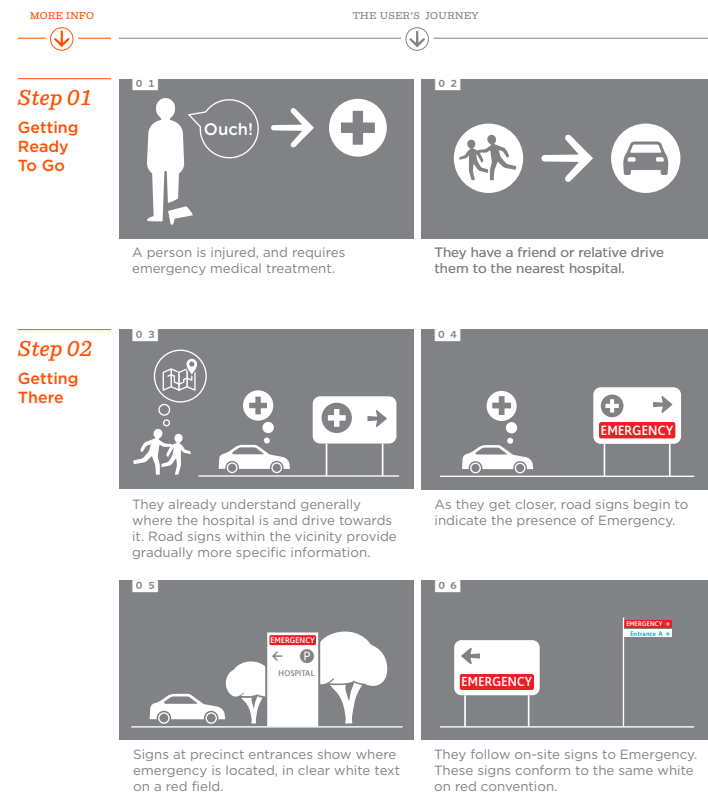 MORE INFO
THE USER'S JOURNEY
Step 01
Getting
Ready
To Go
0 1
Ouch!
A person is injured, and requires
emergency medical treatment.
0 2
They have a friend or relative drive
them to the nearest hospital.
Step 02
Getting
There
0 3
They already understand generally
where the hospital is and drive towards
it. Road signs within the vicinity provide
gradually more specific information.
0 4
EMERGENCY
As they get closer, road signs begin to
indicate the presence of Emergency.
0 5
EMERGENCY
P
HOSPITAL
Signs at precinct entrances show where
emergency is located, in clear white text
on a red field.
0 6
EMERGENCY
EMERGENCY →
Entrance A →
They follow on-site signs to Emergency.
These signs conform to the same white
on red convention.